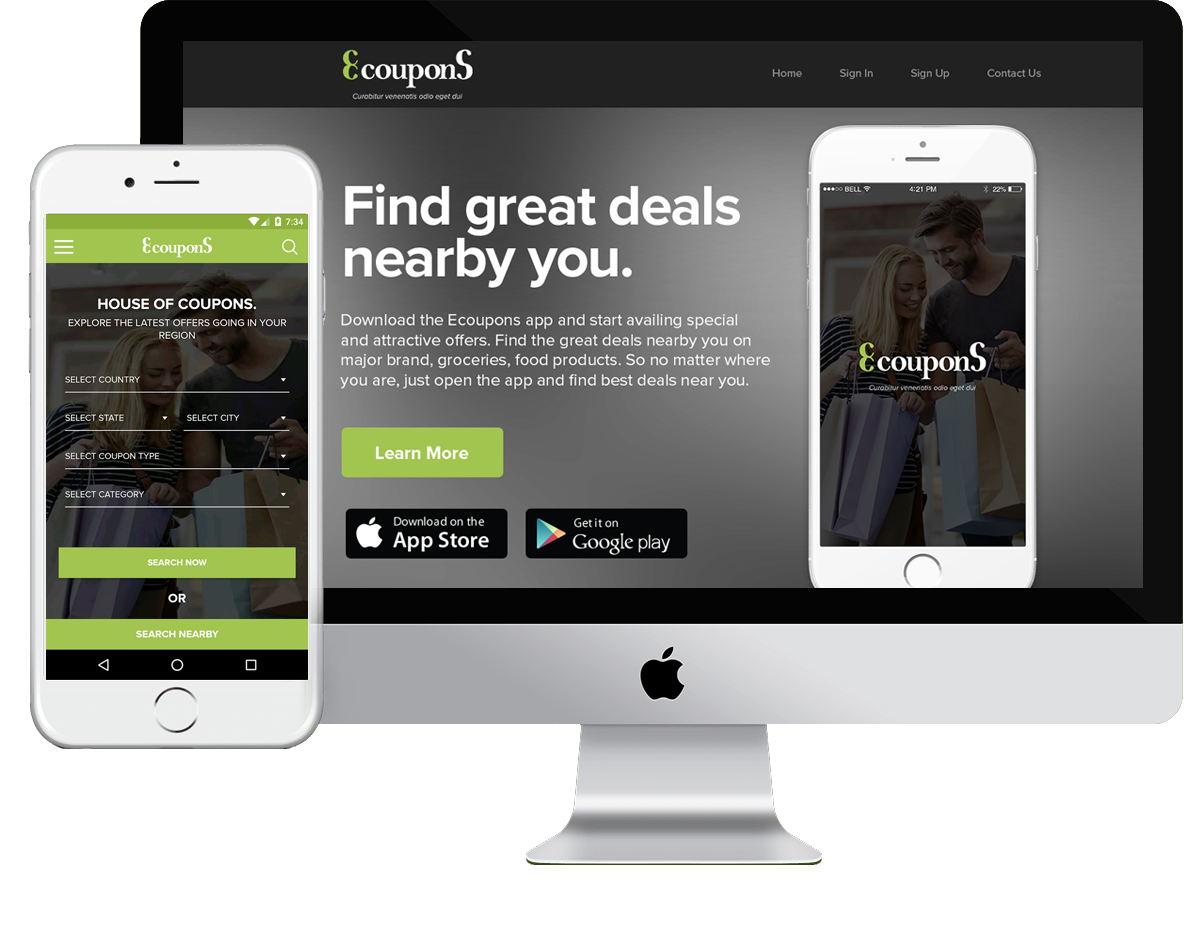 EcouponS
Curabitur venenatis odio eget dui
Home
Sign In
Sign Up
Contact Us
Find great deals
nearby you.
Download the Ecoupons app and start availing special
and attractive offers. Find the great deals nearby you on
major brand, groceries, food products. So no matter where
you are, just open the app and find best deals near you.
Learn More
Download on the
App Store
Get it on
Google play
BELL
4:21 PM
22%
EcouponS
Curabitur venenatis odio eget dui
7:34
EcouponS
HOUSE OF COUPONS.
EXPLORE THE LATEST OFFERS GOING IN YOUR
REGION
SELECT COUNTRY
SELECT STATE
SELECT CITY
SELECT COUPON TYPE
SELECT CATEGORY
SEARCH NOW
OR
SEARCH NEARBY